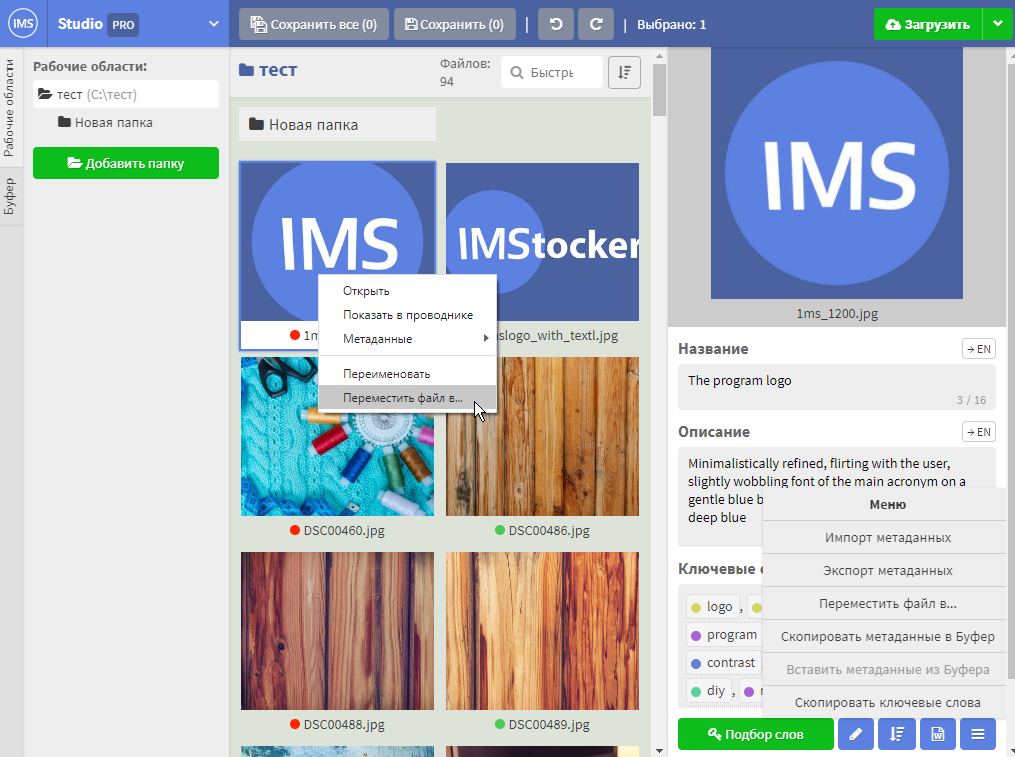 IMS
Studio PRO
Сохранить все (0)
Сохранить (0)
Выбрано: 1
Загрузить
Рабочие области
Буфер
Рабочие области:
тест (C:\тест)
Новая папка
Добавить папку
тест
Файлов:
94
Быстрь
Новая папка
IMS
IMStocker
slogo_with_textl.jpg
Открыть
Показать в проводнике
Метаданные
Переименовать
Переместить файл в...
DSC00460.jpg
DSC00486.jpg
DSC00488.jpg
DSC00489.jpg
IMS
1ms_1200.jpg
Название
→ EN
The program logo
3 / 16
Описание
→ EN
Minimalistically refined, flirting with the user,
slightly wobbling font of the main acronym on a
gentle blue b
deep blue
Ключевые с
logo ,
program
contrast
diy ,
Меню
Импорт метаданных
Экспорт метаданных
Переместить файл в...
Скопировать метаданные в Буфер
Вставить метаданные из Буфера
Скопировать ключевые слова
Подбор слов